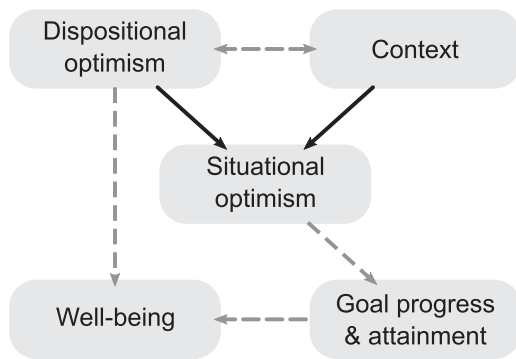 Dispositional
optimism
Context
Situational
optimism
Well-being
Goal progress
& attainment